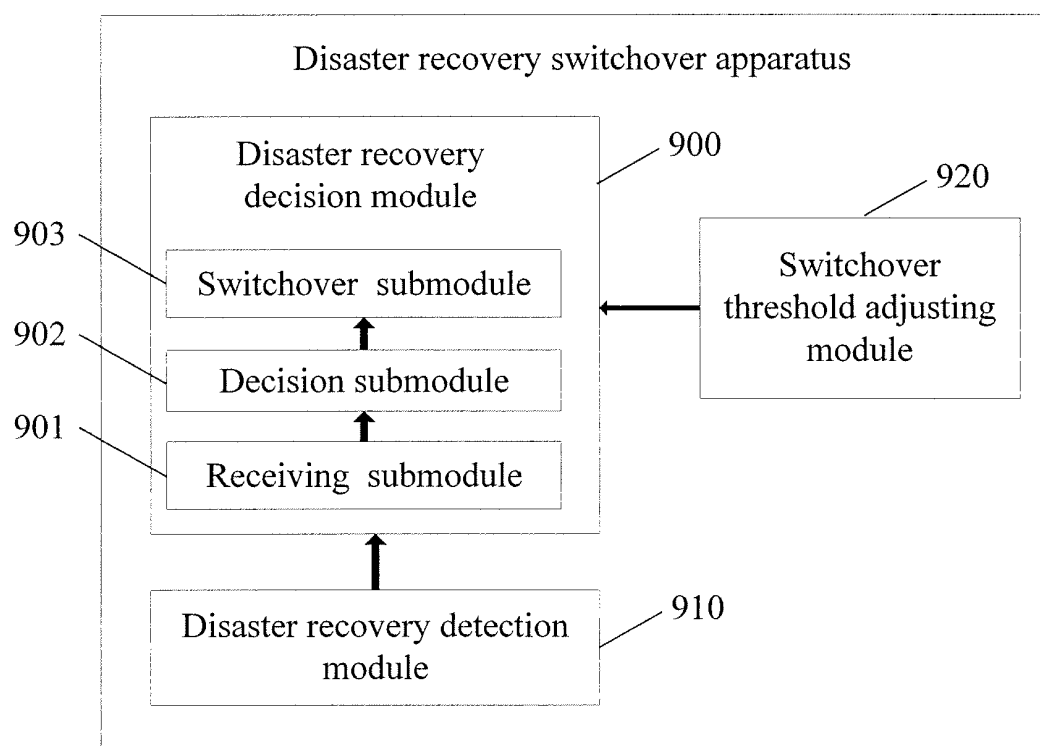 Disaster recovery switchover apparatus
Disaster recovery
decision module
900
920
903
Switchover submodule
Switchover
threshold adjusting
module
902
Decision submodule
901
Receiving submodule
910
Disaster recovery detection
module